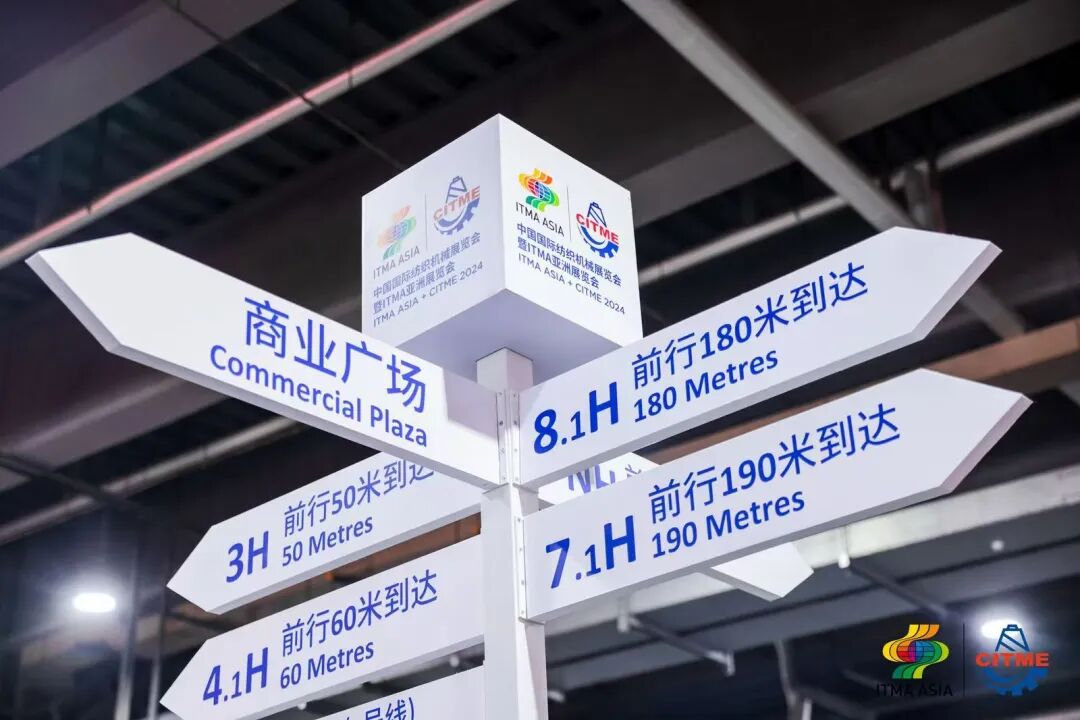 ITMA ASIA
CITME
中国国际纺织机械展览会
暨ITMA亚洲展览会
ITMA ASIA + CITME 2024
ITMA ASIA
CITME
中国国际纺织机械展览会
暨ITMA亚洲展览会
ITMA ASIA + CITME 2024
商业广场
Commercial Plaza
8.1H
前行180米到达
180 Metres
7.1H
前行190米到达
190 Metres
3H
前行50米到达
50 Metres
4.1H
前行60米到达
60 Metres
号线)
ITMA ASIA
CITME